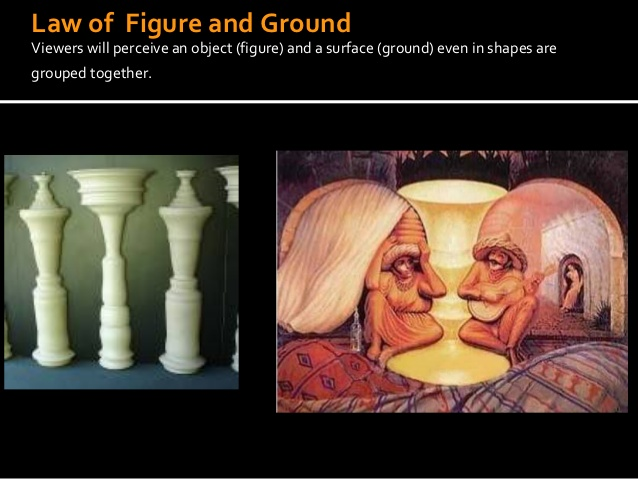 Law of Figure and Ground
Viewers will perceive an object (figure) and a surface (ground) even in shapes are
grouped together.